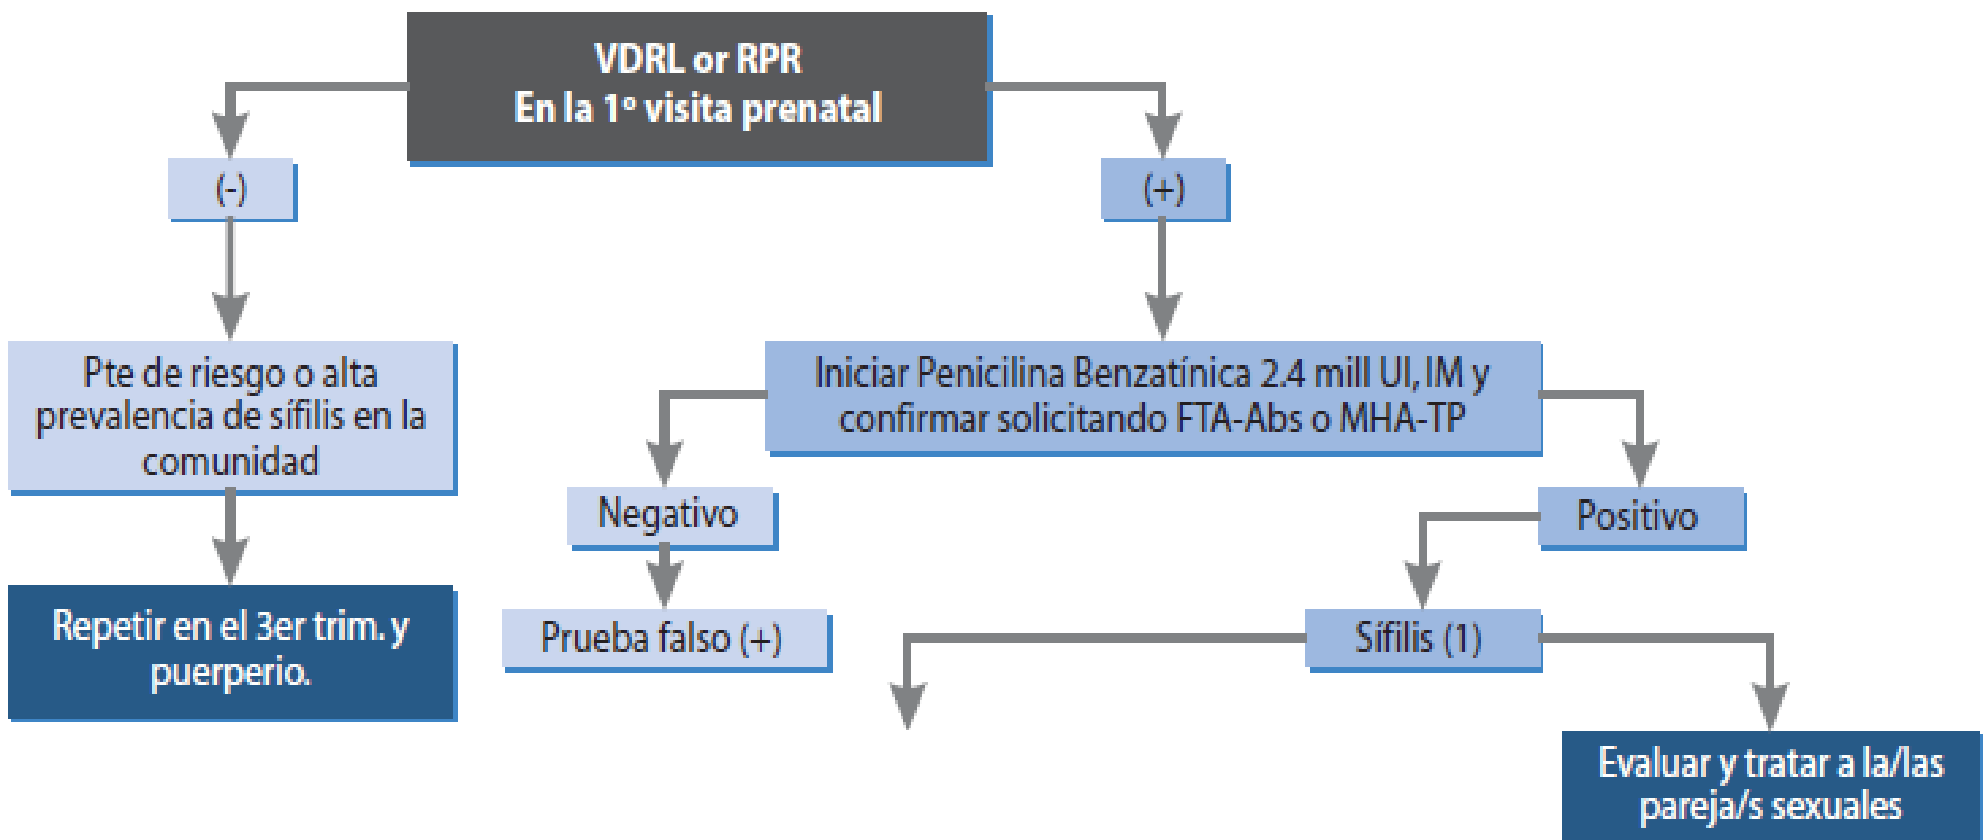 VDRL or RPR
En la 1º visita prenatal
(-)
(+)
Pte de riesgo o alta
prevalencia de sífilis en la
comunidad
Iniciar Penicilina Benzatínica 2.4 mill UI, IM y
confirmar solicitando FTA-Abs o MHA-TP
Negativo
Positivo
Repetir en el 3er trim. y
puerperio.
Prueba falso (+)
Sífilis (1)
Evaluar y tratar a la/las
pareja/s sexuales